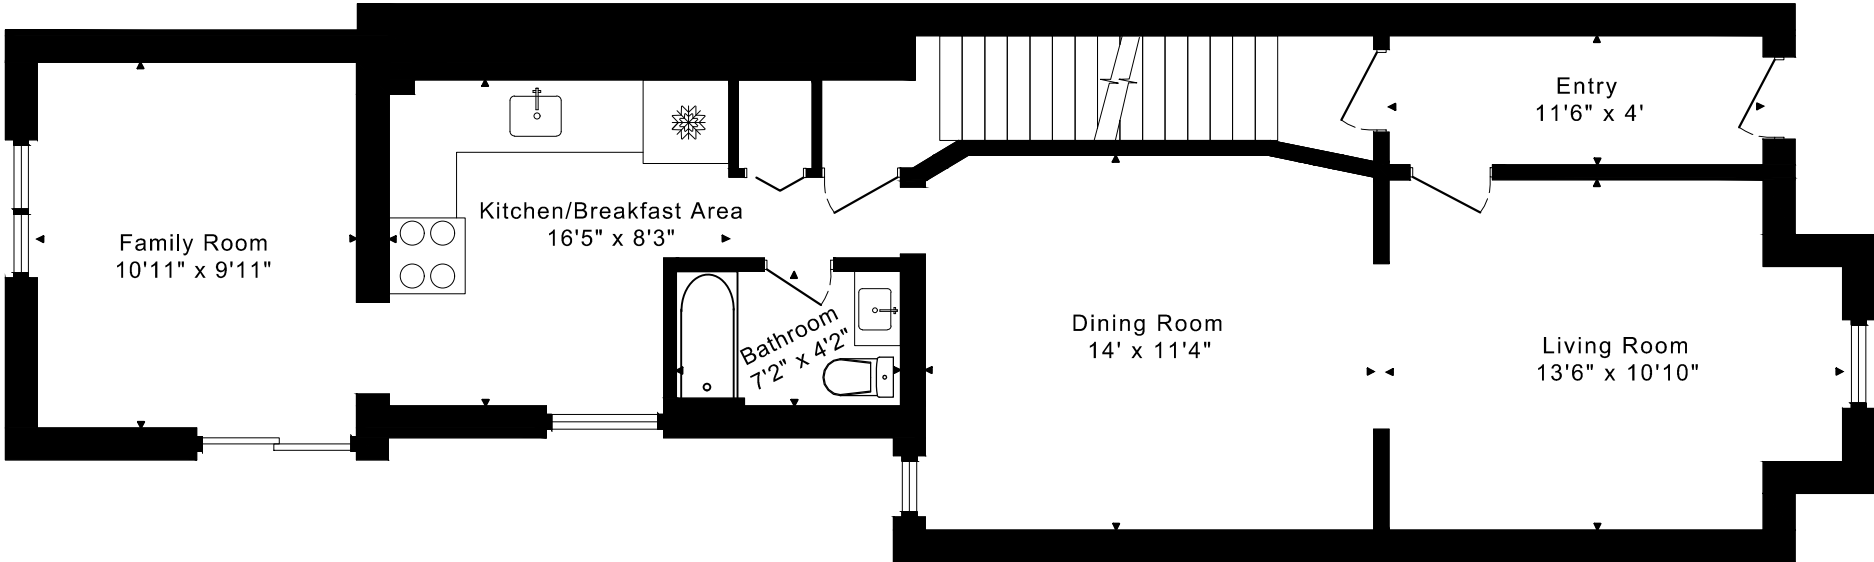 Entry
11'6" x 4'
Kitchen/Breakfast Area
16'5" x 8'3"
Family Room
10'11" x 9'11"
Bathroom
7'2" x 4'2"
Dining Room
14' x 11'4"
Living Room
13'6" x 10'10"